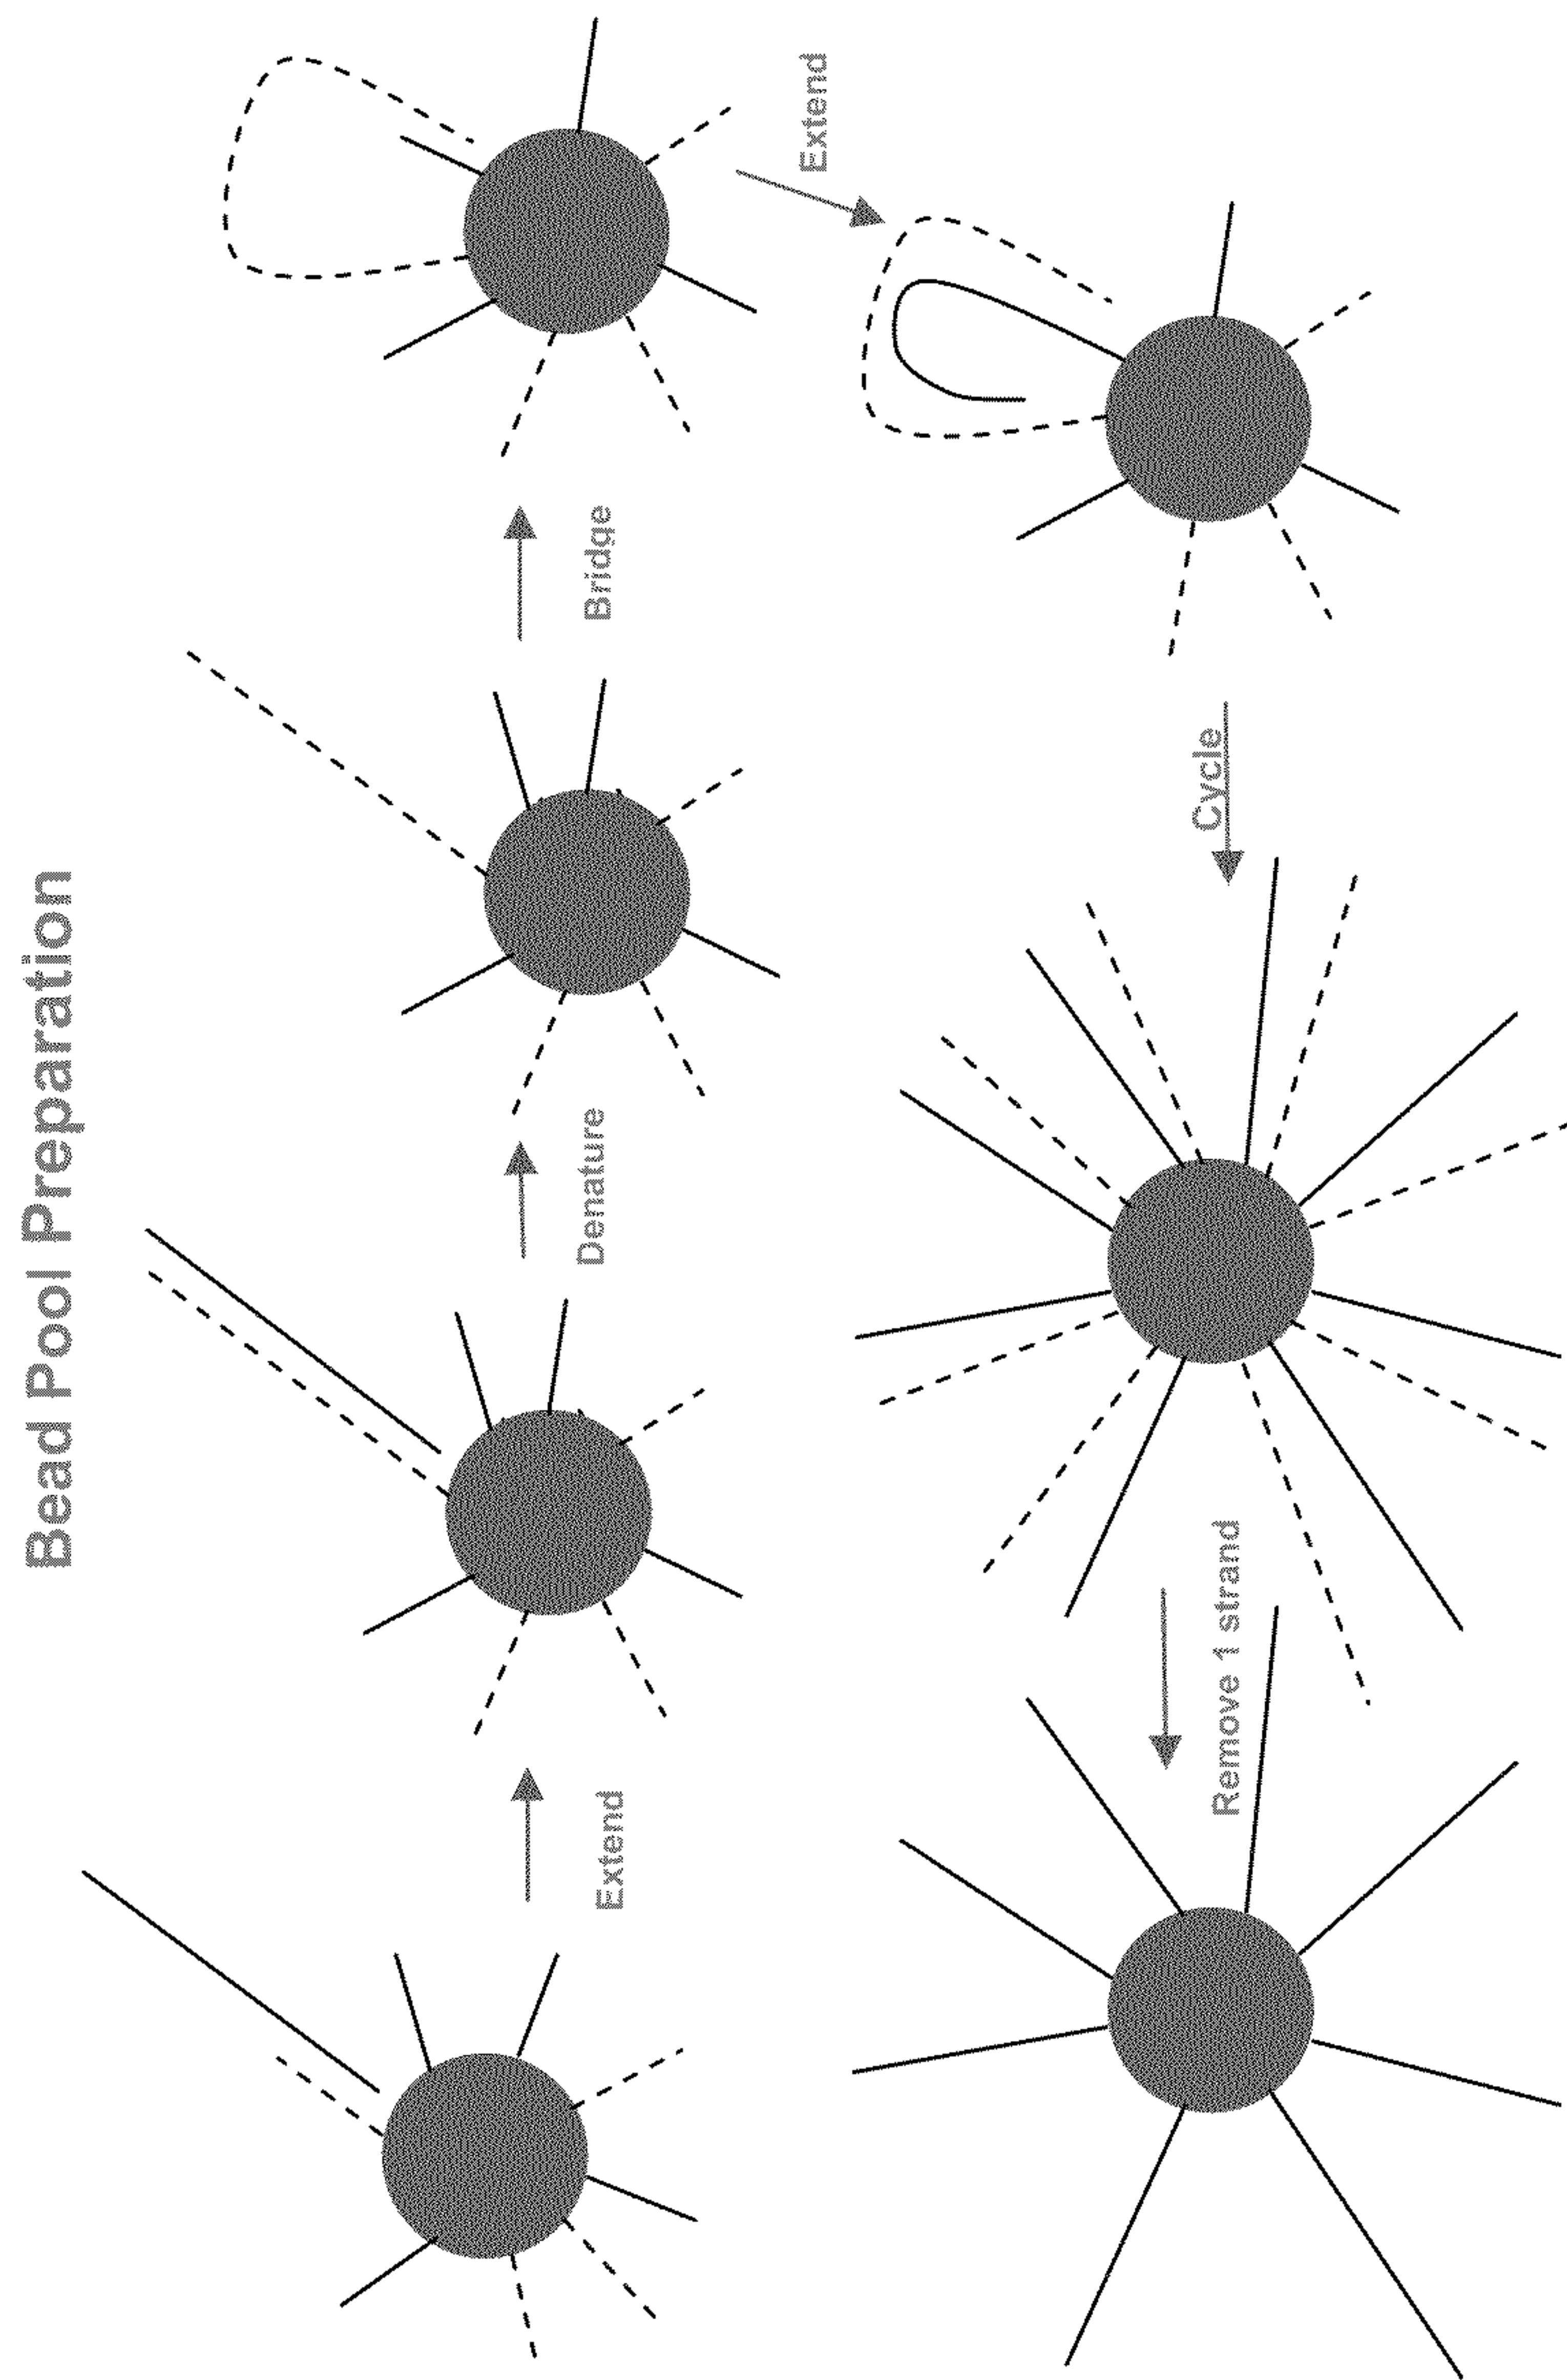 Bead Pool Preparation
Extend
Denature
Bridge
Extend
Cycle
Remove 1 strand